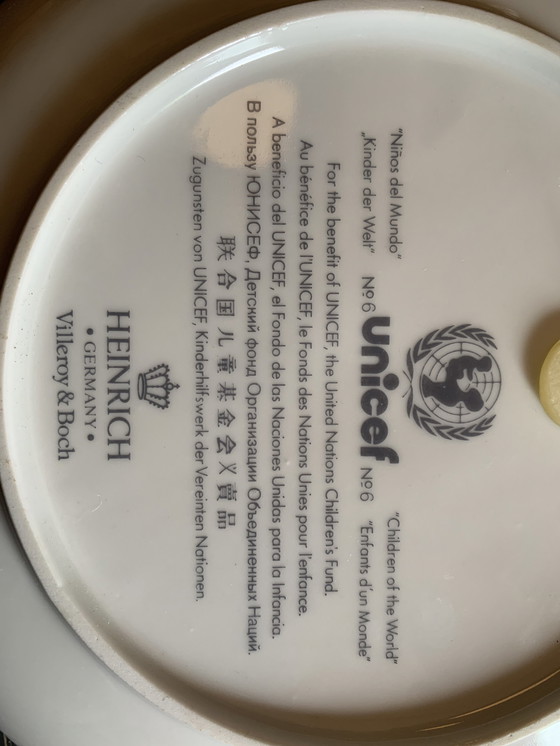 "Niños del Mundo" "Children of the World"
„Kinder der Welt" Nº6 unicef Nº6 "Enfants d'un Monde"
For the benefit of UNICEF, the United Nations Children's Fund.
Au bénéfice de l'UNICEF, le Fonds des Nations Unies pour l'enfance.
A beneficio del UNICEF, el Fondo de las Naciones Unidas para la Infancia.
В пользу ЮНИСЕФ, Детский фонд Организации Объединенных Наций.
联合国儿童基金会义賣品
Zugunsten von UNICEF, Kinderhilfswerk der Vereinten Nationen.
HEINRICH
• GERMANY •
Villeroy & Boch